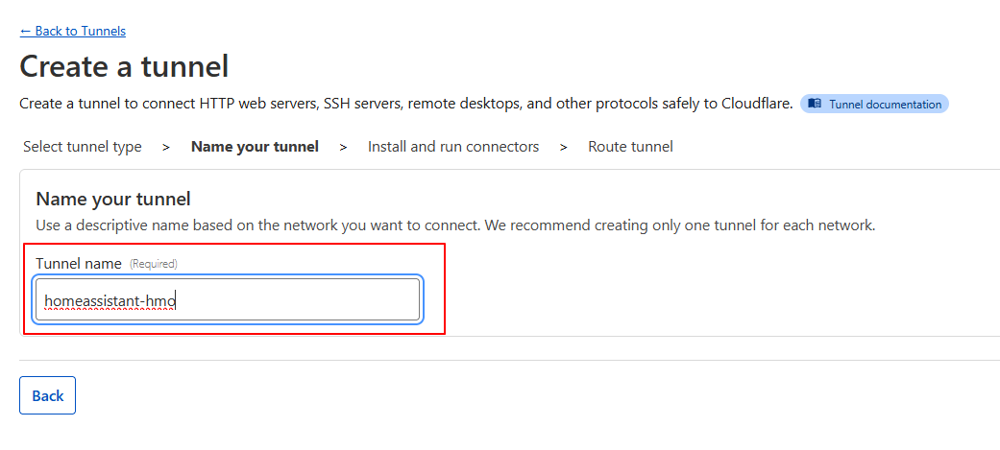 ← Back to Tunnels
Create a tunnel
Create a tunnel to connect HTTP web servers, SSH servers, remote desktops, and other protocols safely to Cloudflare. Tunnel documentation
Select tunnel type > Name your tunnel > Install and run connectors > Route tunnel
Name your tunnel
Use a descriptive name based on the network you want to connect. We recommend creating only one tunnel for each network.
Tunnel name (Required)
homeassistant-hmo
Back